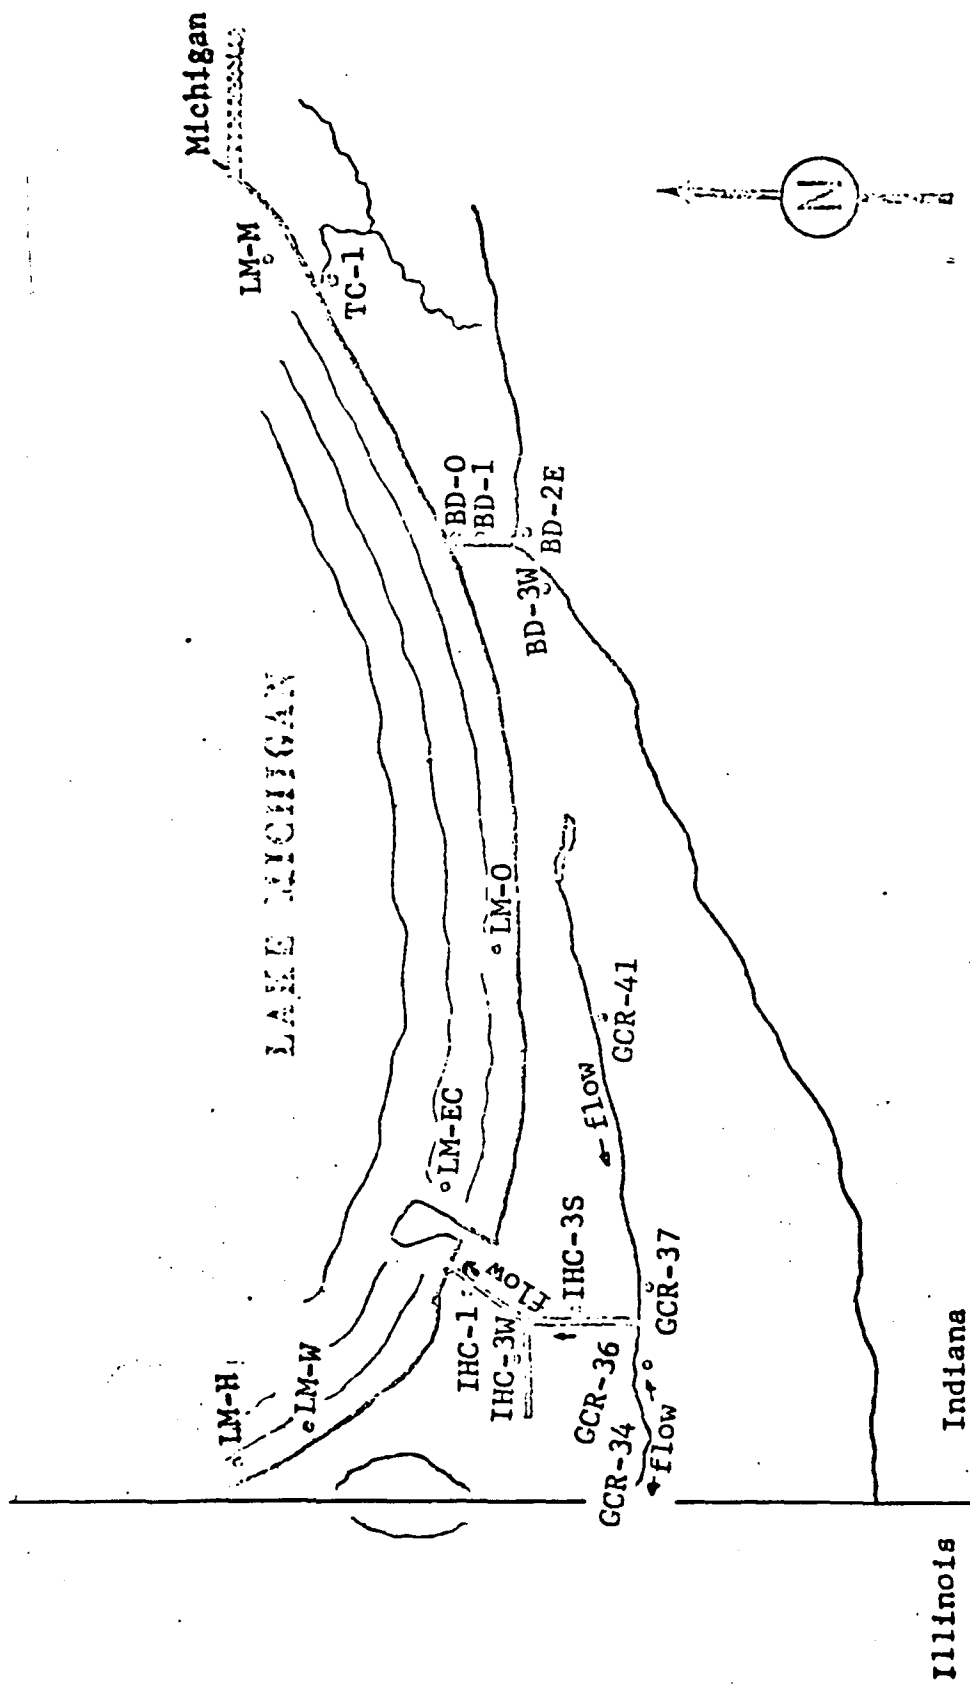 Michigan
LAKE MICHIGAN
LM-M
TC-1
BD-0
BD-1
BD-2E
BD-3W
LM-O
LM-EC
LM-H
LM-W
IHC-1
flow
IHC-3W
IHC-3S
GCR-41
flow
GCR-37
GCR-36
GCR-34
flow
N
Illinois
Indiana